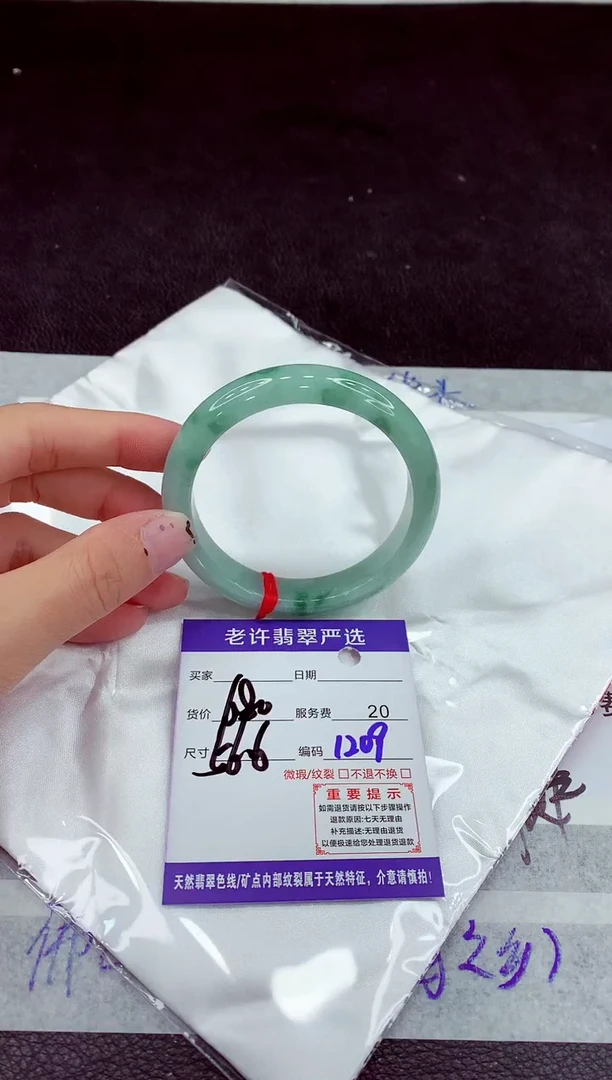 老许翡翠严选
买家 日期
货价 680 服务费 20
尺寸 56.6 编码 1209
微瑕/纹裂 □ 不退不换 □
重要提示
如需退货请按以下步骤操作
退款原因:七天无理由
补充描述:无理由退货
以便极速给您处理退货退款
天然翡翠色线/矿点内部纹裂属于天然特征，介意请慎拍!